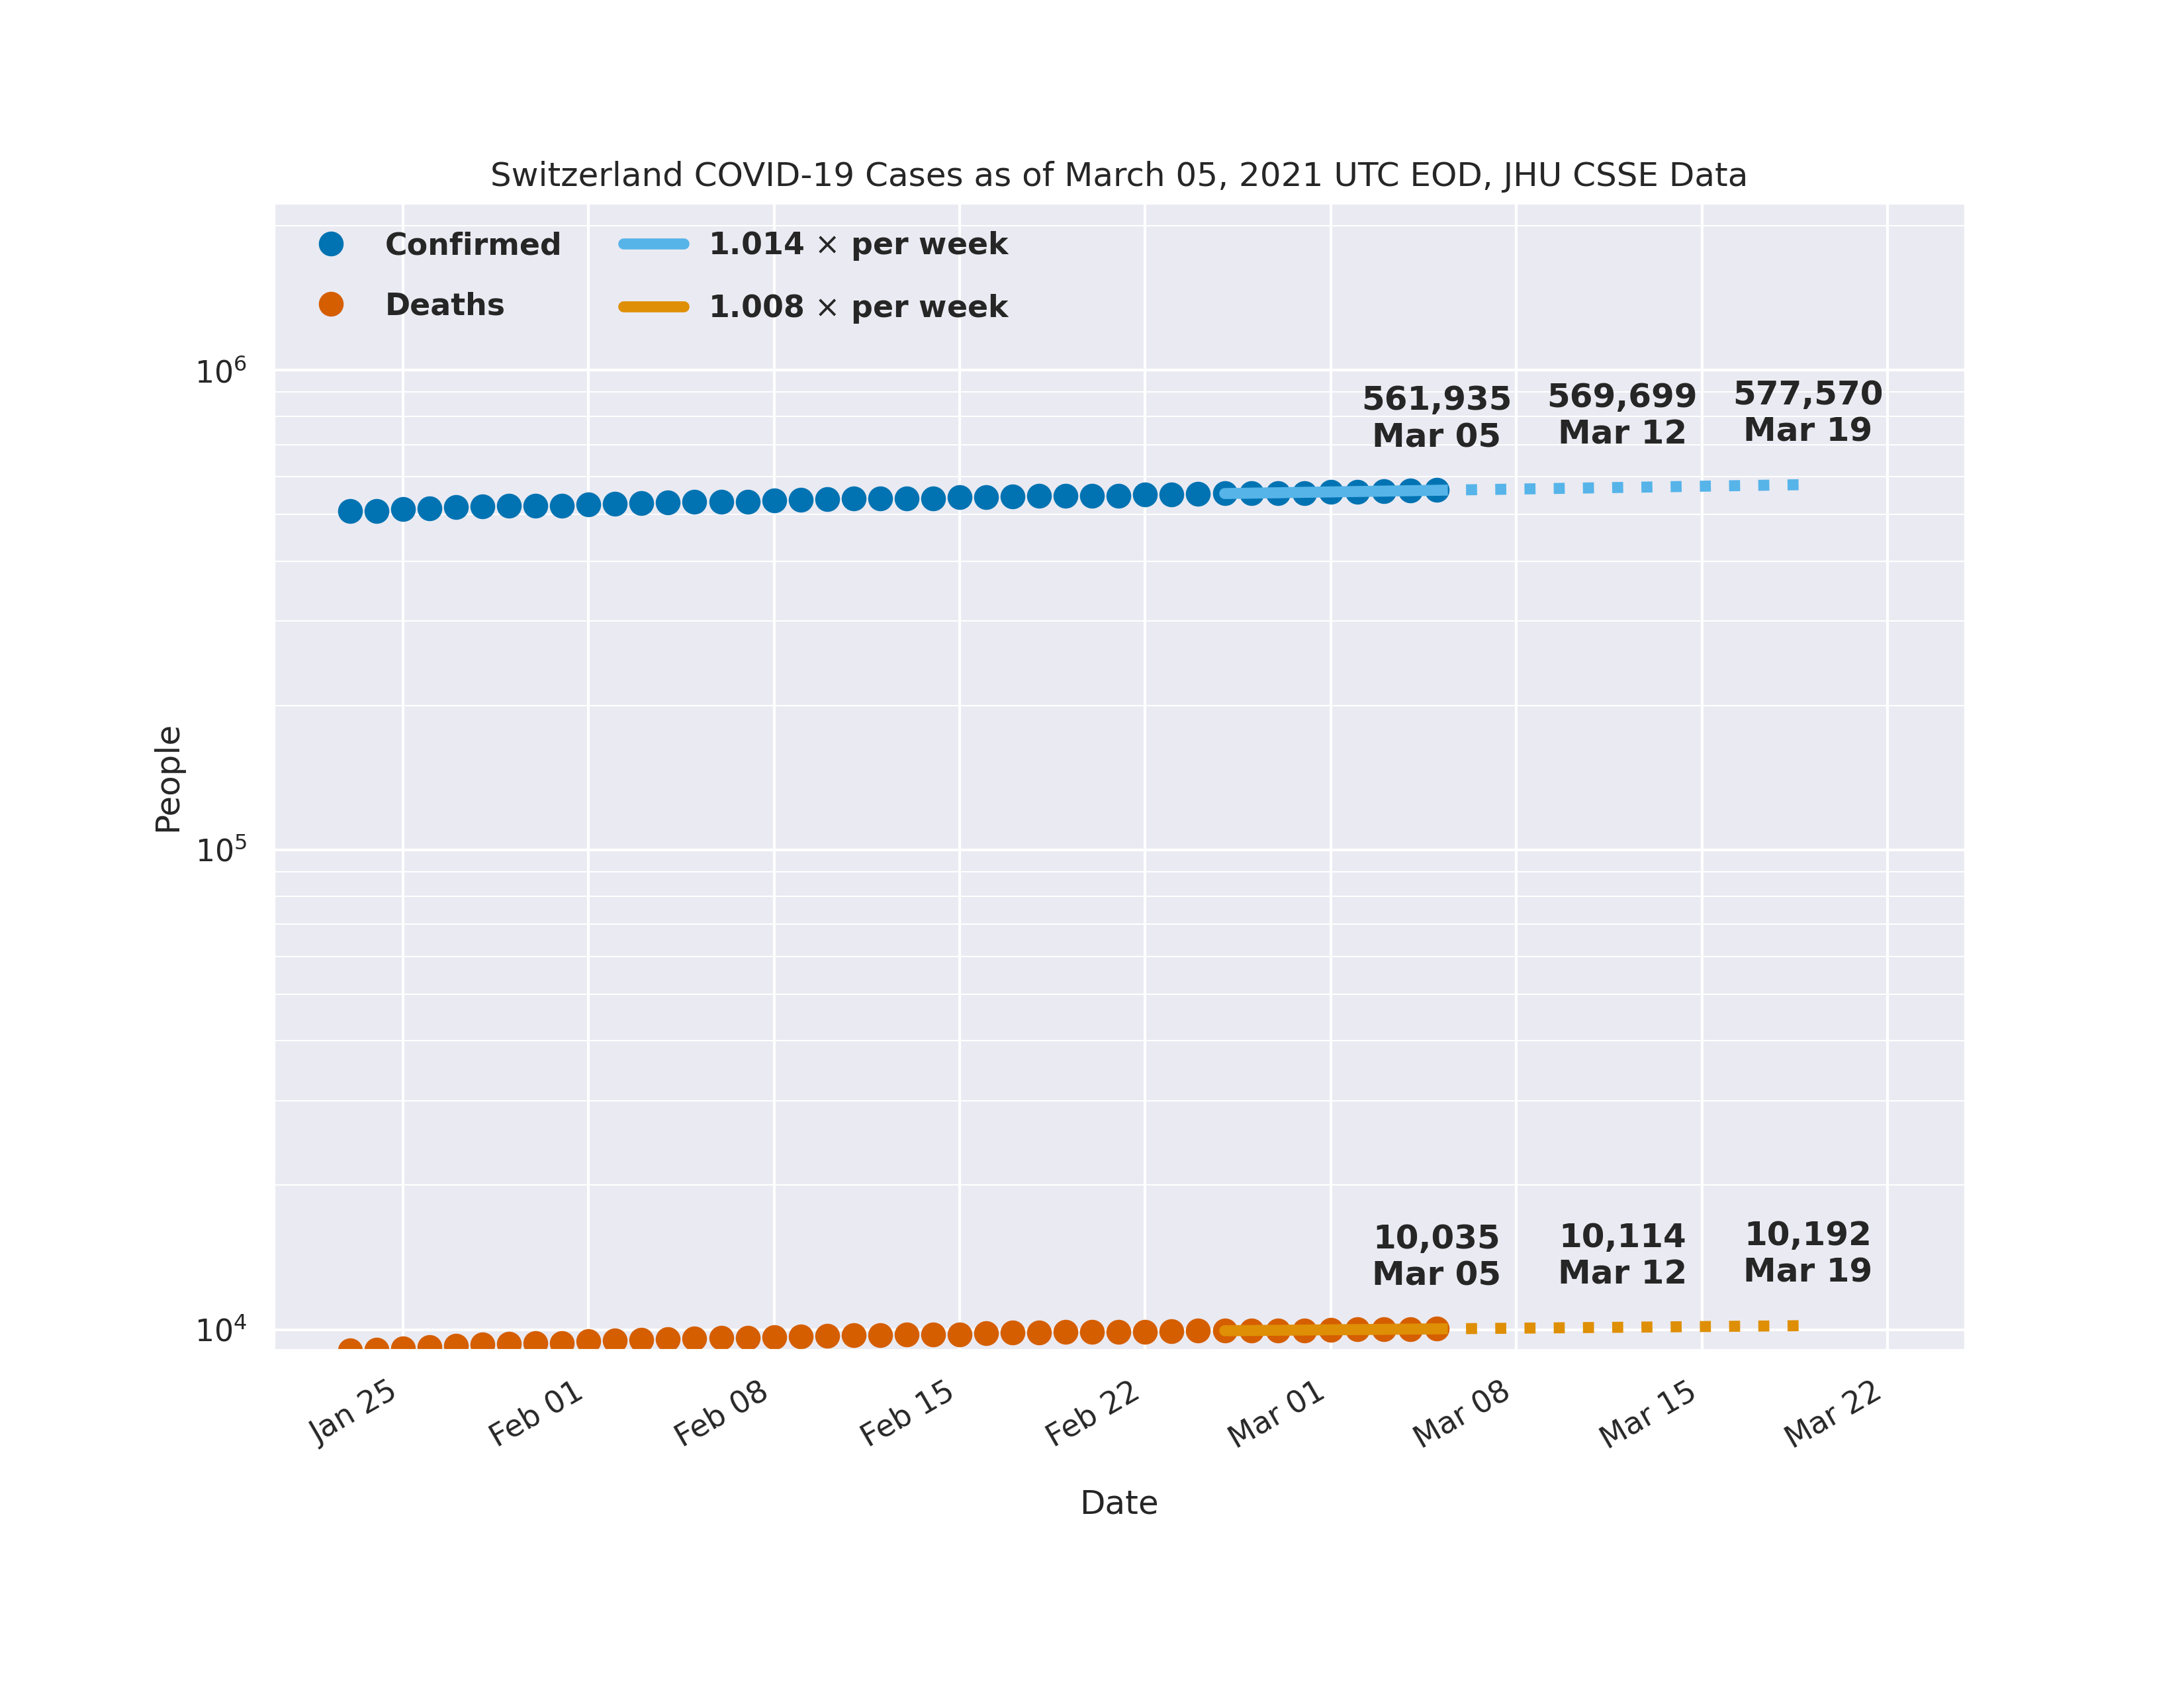 Switzerland COVID-19 Cases as of March 05, 2021 UTC EOD, JHU CSSE Data
Confirmed
Deaths
1.014 × per week
1.008 × per week
10⁶
10⁵
10⁴
People
561,935
Mar 05
569,699
Mar 12
577,570
Mar 19
10,035
Mar 05
10,114
Mar 12
10,192
Mar 19
Jan 25
Feb 01
Feb 08
Feb 15
Feb 22
Mar 01
Mar 08
Mar 15
Mar 22
Date